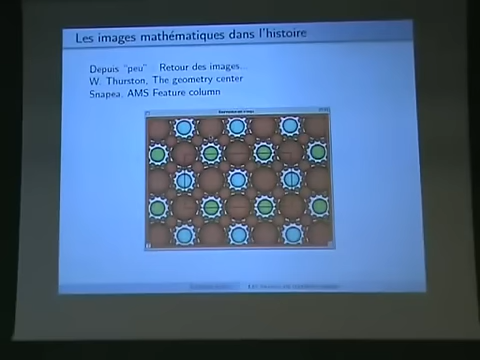 Les images mathématiques dans l'histoire
Depuis "peu" : Retour des images...
W. Thurston, The geometry center
Snapea, AMS Feature column